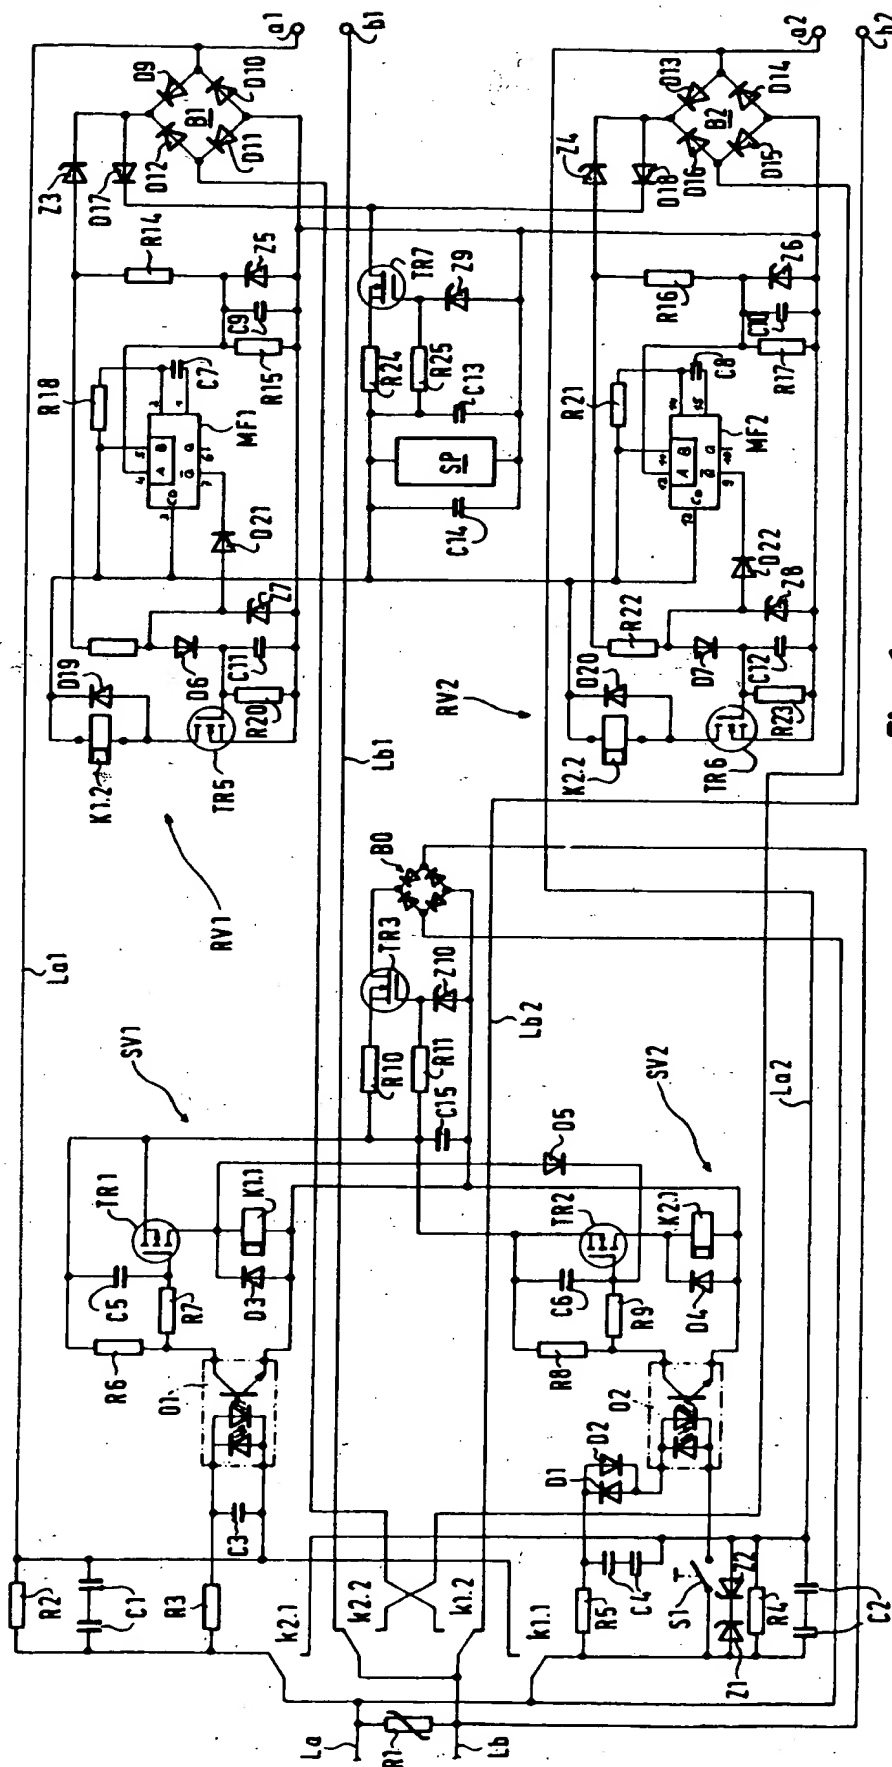 La
R1
Lb
R2
C1
R3
C3
k2.1
k2.2
k1.2
k1.1
R5
C4
D1
D2
S1
Z1
Z2
R4
C2
R6
C5
TR1
R7
O1
D3
K1.1
SV1
La1
R8
C6
TR2
R9
O2
D4
K2.1
D5
SV2
La2
Lb2
R10
R11
C15
TR3
Z10
B0
RV1
RV2
Lb1
K1.2
D19
TR5
D6
R20
C11
Z7
D21
R18
MF1
A
B
CD
Q
Q
C7
R15
C9
Z5
R14
Z3
D17
D12
D9
B1
D11
D10
a1
b1
C14
SP
C13
R24
R25
TR7
Z9
K2.2
D20
TR6
D7
R22
R23
C12
Z8
D22
R21
MF2
A
B
CD
Q
Q
C8
R17
C10
Z6
R16
Z4
D18
D16
D13
B2
D15
D14
a2
b2